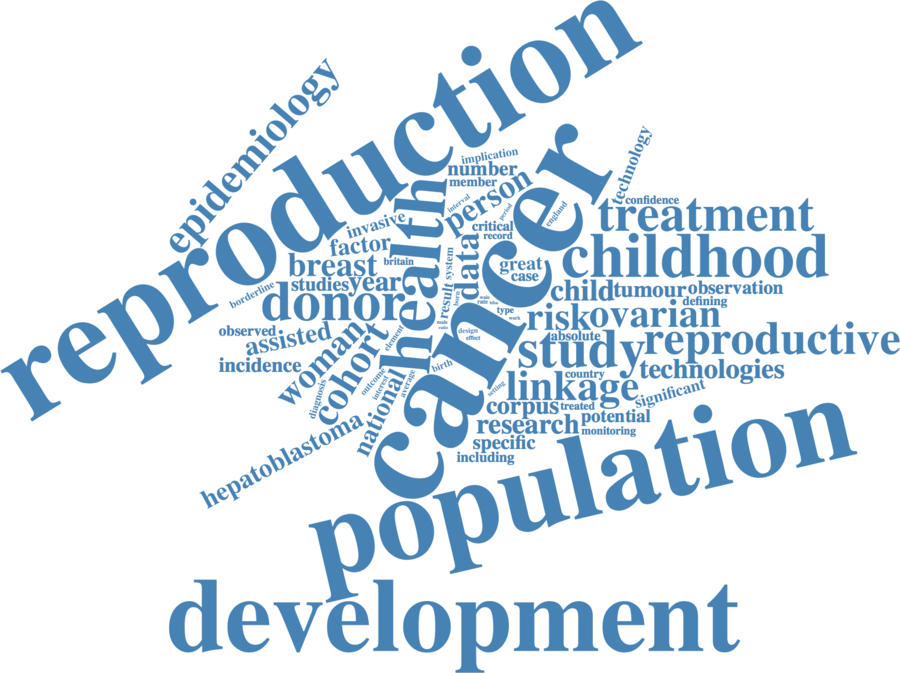 reproduction
epidemiology
implication
number
member
technology
interval
person
period
england
confidence
treatment
invasive
factor
health
critical
record
cancer
breast
britain
system
data
great
case
childhood
borderline
studies
year
donor
result
born
child
tumour
observation
defining
type
work
risk
ovarian
observed
assisted
woman
cohort
element
design
effect
absolute
study
reproductive
incidence
birth
country
technologies
diagnosis
outcome
interest
average
national
setting
linkage
significant
corpus
treated
potential
hepatoblastoma
research
monitoring
specific
including
population
development